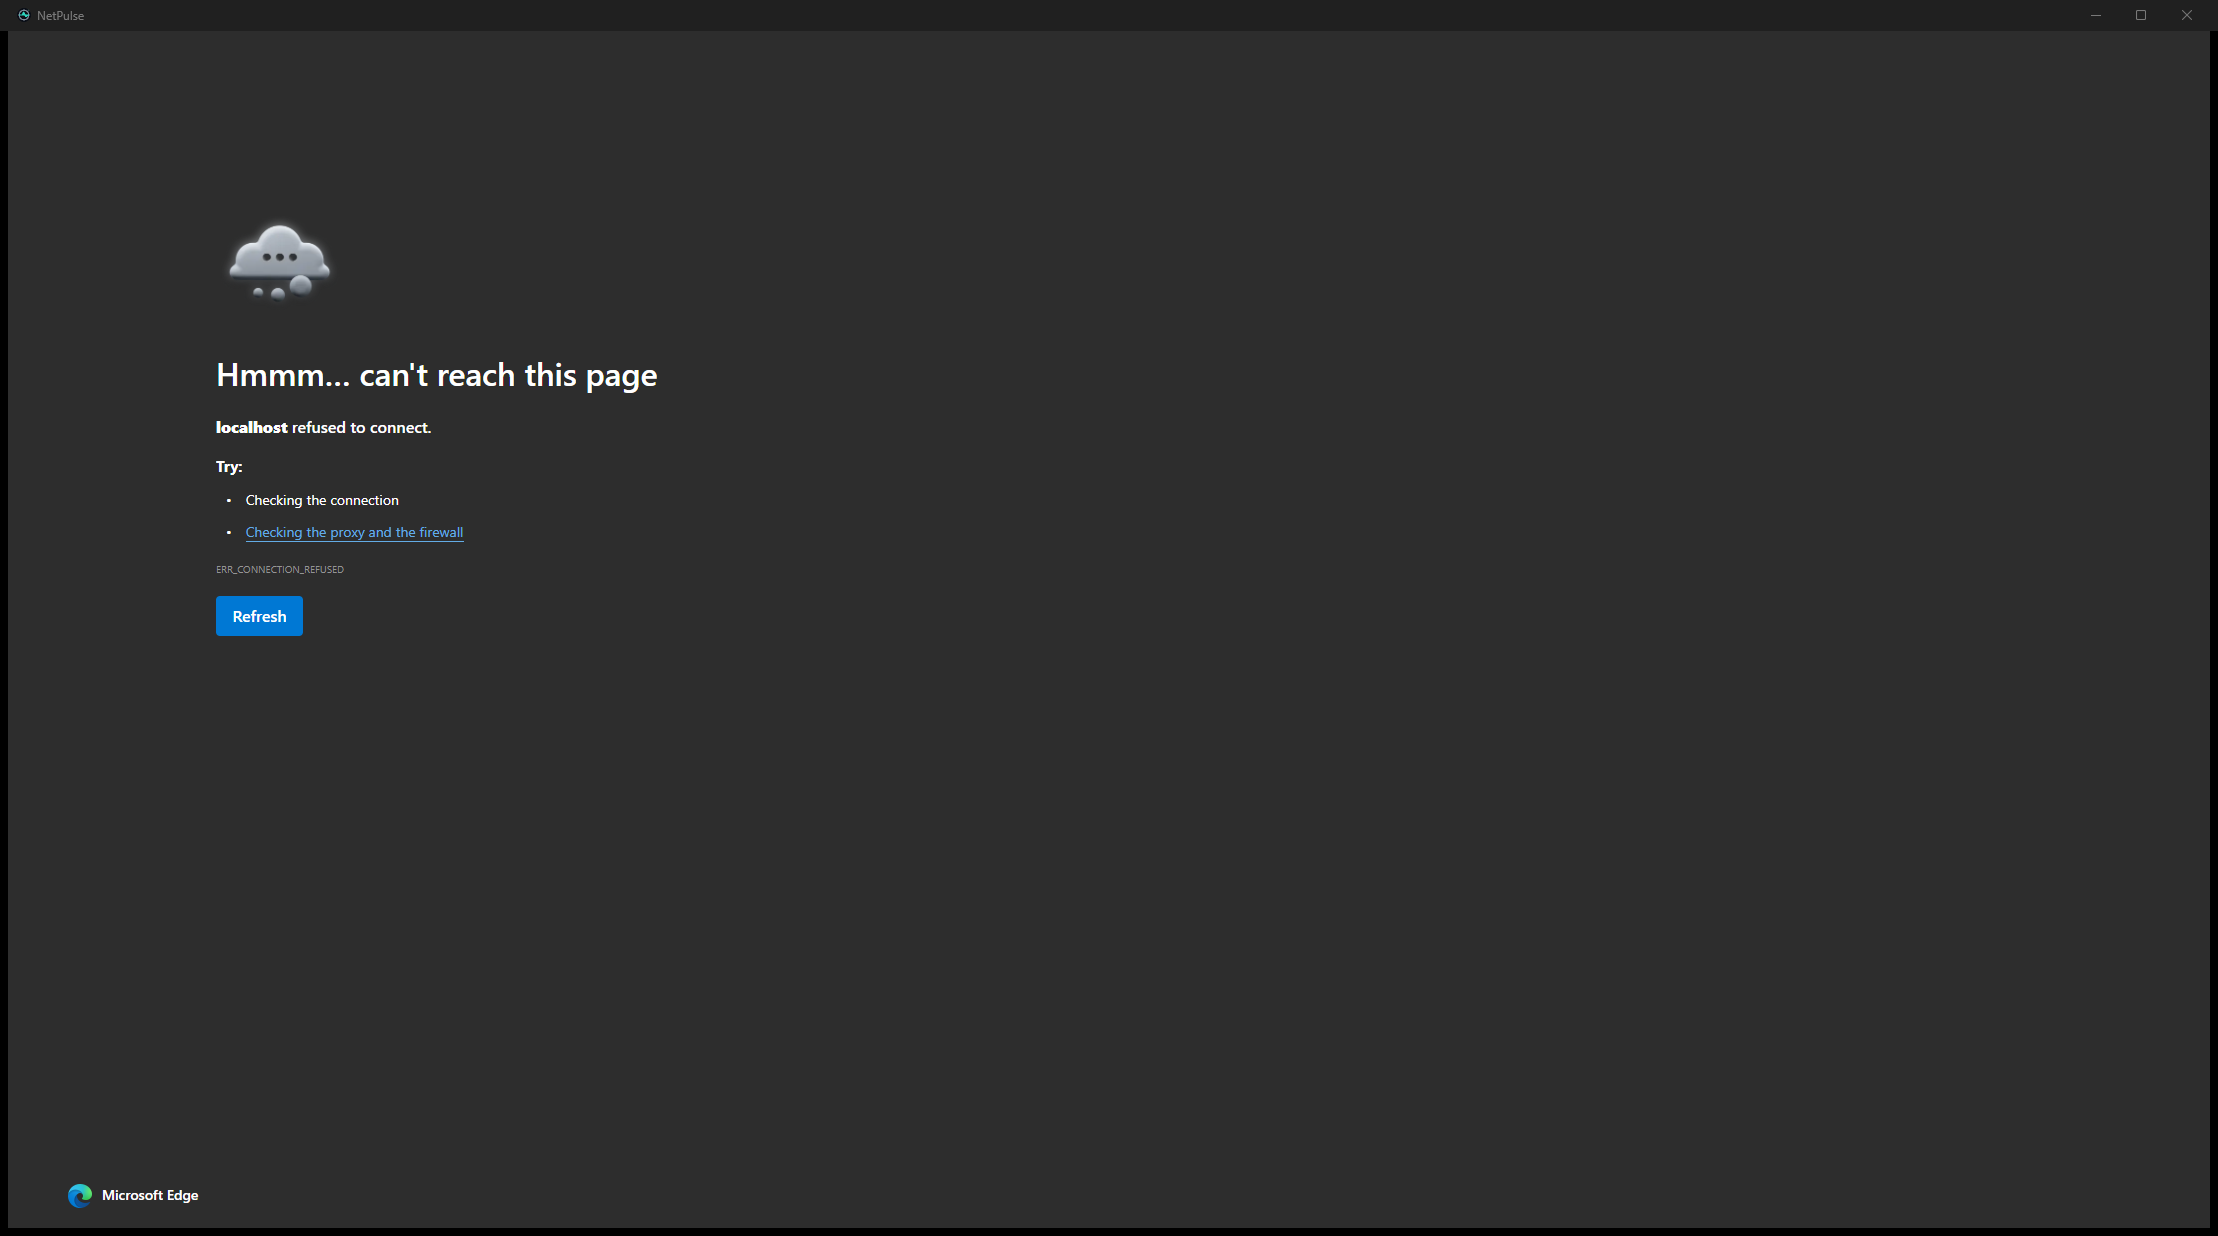 NetPulse
Hmmm... can't reach this page
localhost refused to connect.
Try:
• Checking the connection
• Checking the proxy and the firewall
ERR_CONNECTION_REFUSED
Refresh
Microsoft Edge